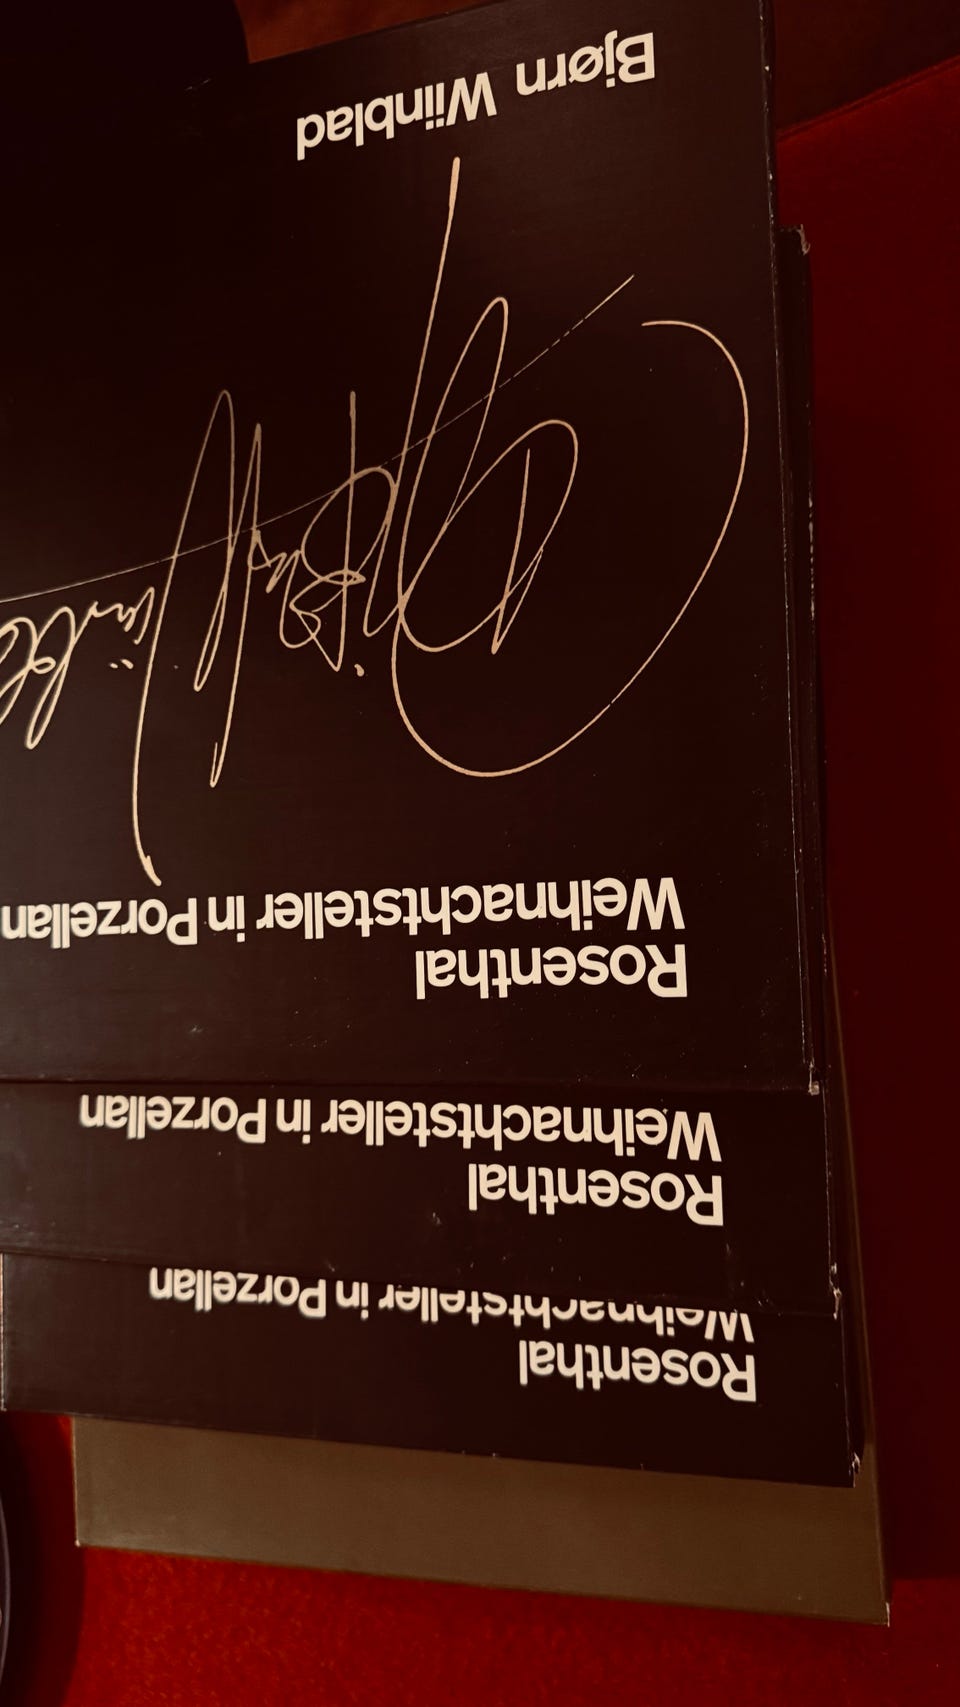 Rosenthal
Weihnachtsteller in Porzellan
Rosenthal
Weihnachtsteller in Porzellan
Rosenthal
Weihnachtsteller in Porzellan
Bjørn Wiinblad